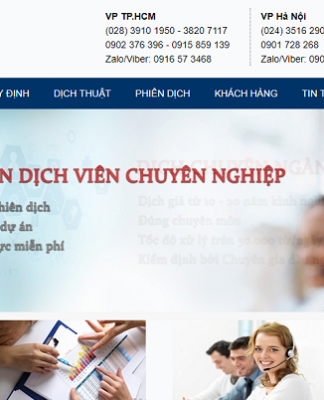 VP TP.HCM
(028) 3910 1950 - 3820 7117
0902 376 396 - 0915 859 139
Zalo/Viber: 0916 57 3468
VP Hà Nội
(024) 3516 290
0901 728 268
Zalo/Viber: 090
Y ĐỊNH DỊCH THUẬT PHIÊN DỊCH KHÁCH HÀNG TIN T
N DỊCH VIÊN CHUYÊN NGHIỆP
hiên dịch
dự án
ực miễn phí
DỊCH CHUYÊN NGÀN
Dịch giả từ 10 - 20 năm kinh n
Đúng chuyên môn
Tốc độ xử lý trên 30.000 từ
Kiểm định bởi Chuyên gia